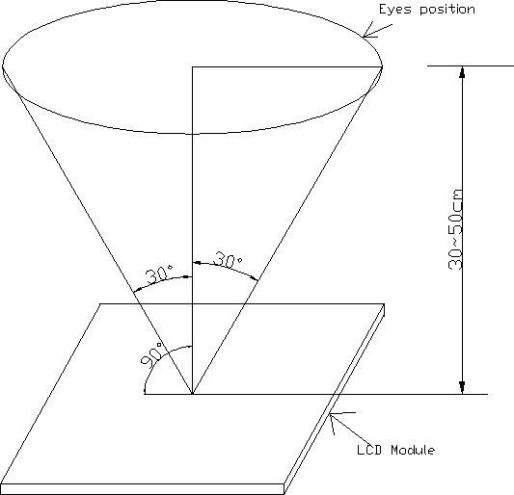 Eyes position
30~50cm
30°
30°
90°
LCD Module